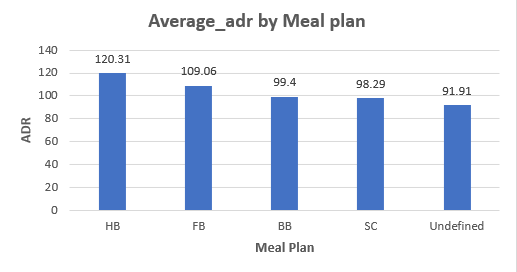 Average_adr by Meal plan
140
120
100
80
60
40
20
0
ADR
120.31
109.06
99.4
98.29
91.91
HB
FB
BB
SC
Undefined
Meal Plan